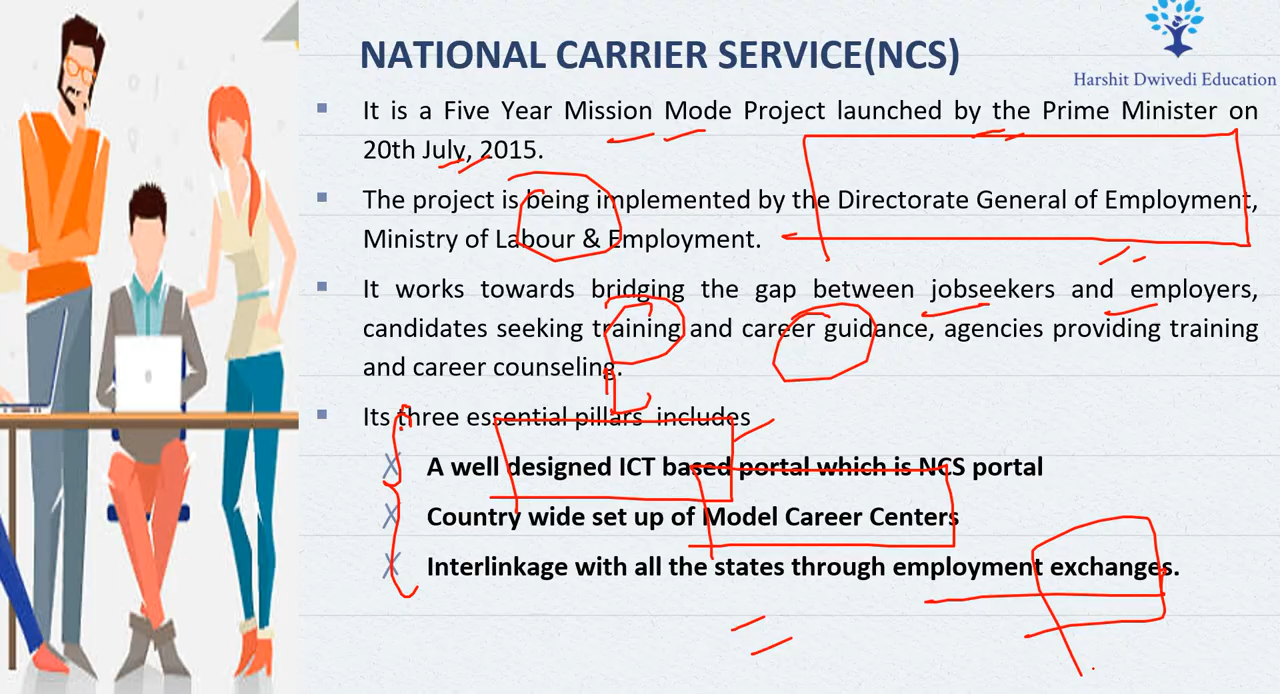 NATIONAL CARRIER SERVICE(NCS)
Harshit Dwivedi Education
It is a Five Year Mission Mode Project launched by the Prime Minister on
20th July, 2015.
The project is being implemented by the Directorate General of Employment,
Ministry of Labour & Employment.
It works towards bridging the gap between jobseekers and employers,
candidates seeking training and career guidance, agencies providing training
and career counseling.
Its three essential pillars includes
A well designed ICT based portal which is NCS portal
Country wide set up of Model Career Centers
Interlinkage with all the states through employment exchanges.